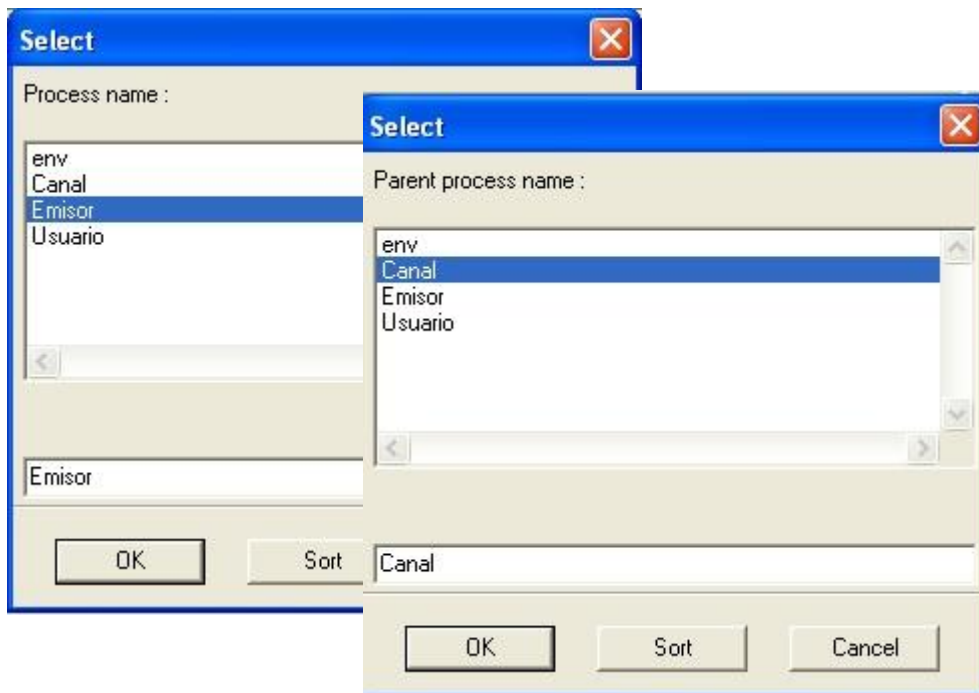 Select
Process name :
env
Canal
Emisor
Usuario
Emisor
OK
Sort
Select
Parent process name :
env
Canal
Emisor
Usuario
Canal
OK
Sort
Cancel